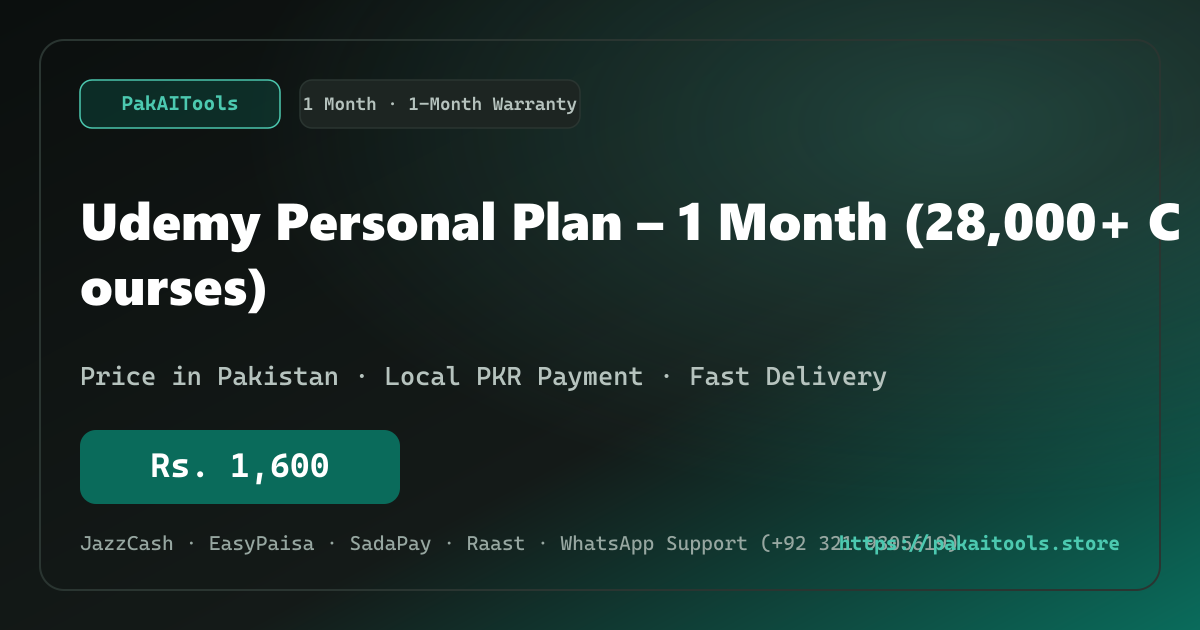 PakAITools
1 Month · 1-Month Warranty
Udemy Personal Plan – 1 Month (28,000+ C
ourses)
Price in Pakistan · Local PKR Payment · Fast Delivery
Rs. 1,600
JazzCash · EasyPaisa · SadaPay · Raast · WhatsApp Support (+92 321
https://pakaitools.store